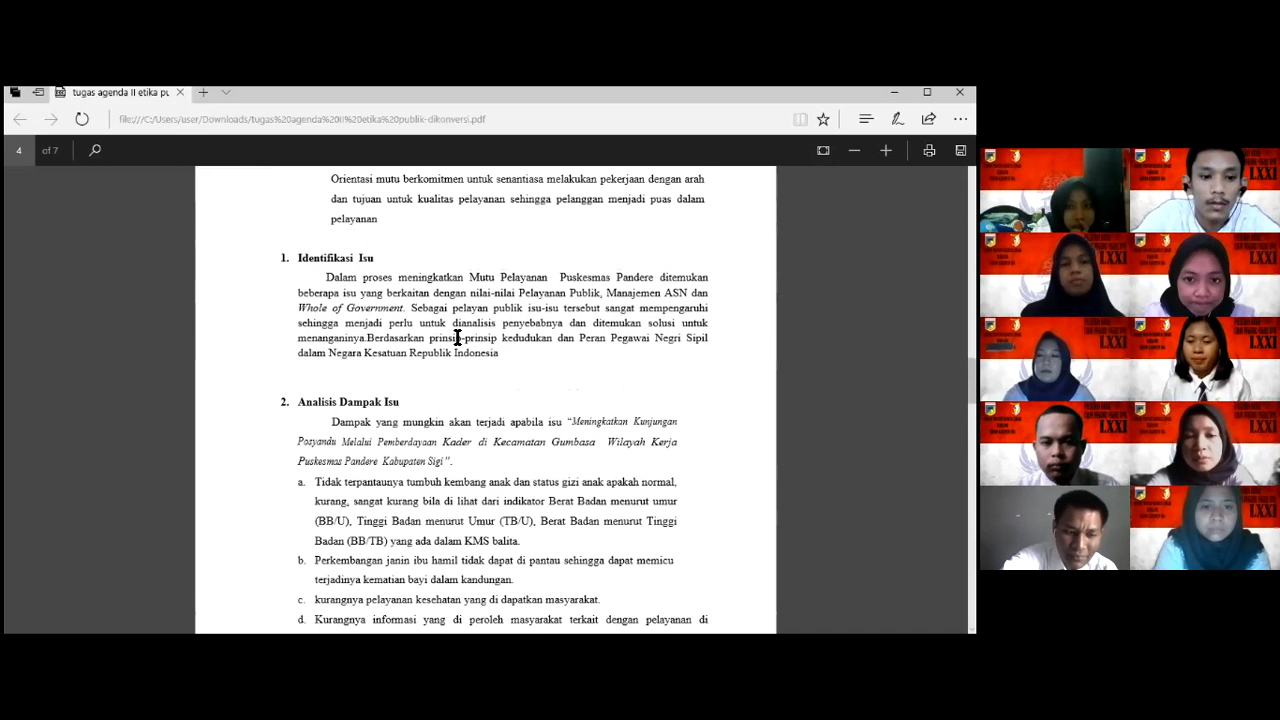 tugas agenda II etika pu
file:///C:/Users/user/Downloads/tugas%20agenda%20II%20etika%20publik-dikonversi.pdf
4 of 7
Orientasi mutu berkomitmen untuk senantiasa melakukan pekerjaan dengan arah
dan tujuan untuk kualitas pelayanan sehingga pelanggan menjadi puas dalam
pelayanan
1. Identifikasi Isu
Dalam proses meningkatkan Mutu Pelayanan Puskesmas Pandere ditemukan
beberapa isu yang berkaitan dengan nilai-nilai Pelayanan Publik, Manajemen ASN dan
Whole of Government. Sebagai pelayan publik isu-isu tersebut sangat mempengaruhi
sehingga menjadi perlu untuk dianalisis penyebabnya dan ditemukan solusi untuk
menanganinya.Berdasarkan prinsip-prinsip kedudukan dan Peran Pegawai Negri Sipil
dalam Negara Kesatuan Republik Indonesia
2. Analisis Dampak Isu
Dampak yang mungkin akan terjadi apabila isu “Meningkatkan Kunjungan
Posyandu Melalui Pemberdayaan Kader di Kecamatan Gumbasa Wilayah Kerja
Puskesmas Pandere Kabupaten Sigi”.
a. Tidak terpantaunya tumbuh kembang anak dan status gizi anak apakah normal,
kurang, sangat kurang bila di lihat dari indikator Berat Badan menurut umur
(BB/U), Tinggi Badan menurut Umur (TB/U), Berat Badan menurut Tinggi
Badan (BB/TB) yang ada dalam KMS balita.
b. Perkembangan janin ibu hamil tidak dapat di pantau sehingga dapat memicu
terjadinya kematian bayi dalam kandungan.
c. kurangnya pelayanan kesehatan yang di dapatkan masyarakat.
d. Kurangnya informasi yang di peroleh masyarakat terkait dengan pelayanan di
LXXI
LXXI
LXXI